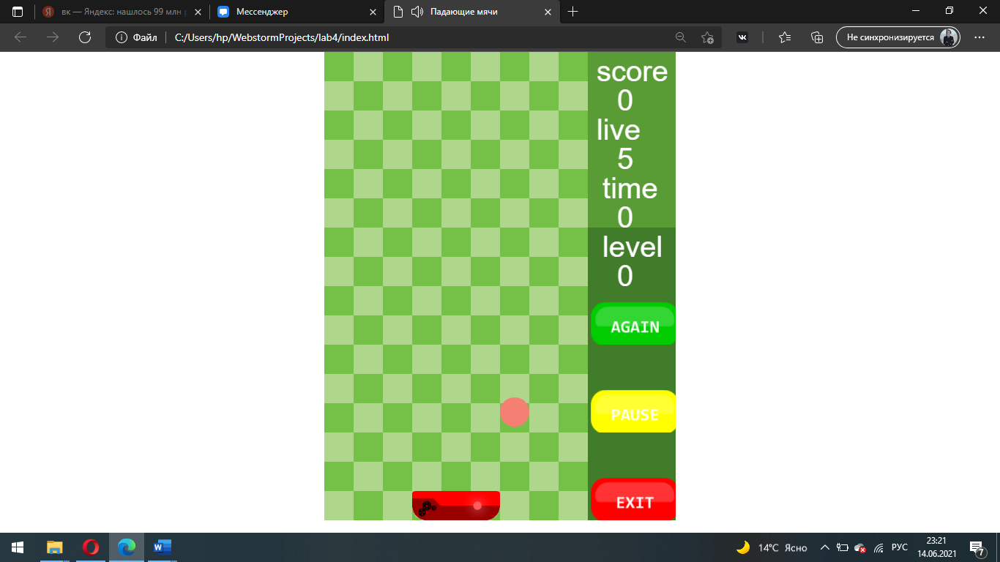 вк — Яндекс: нашлось 99 млн
Мессенджер
Падающие мячи
Файл
C:/Users/hp/WebstormProjects/lab4/index.html
Не синхронизируется
score
0
live
5
time
0
level
0
AGAIN
PAUSE
EXIT
14°C Ясно
РУС
23:21
14.06.2021
7